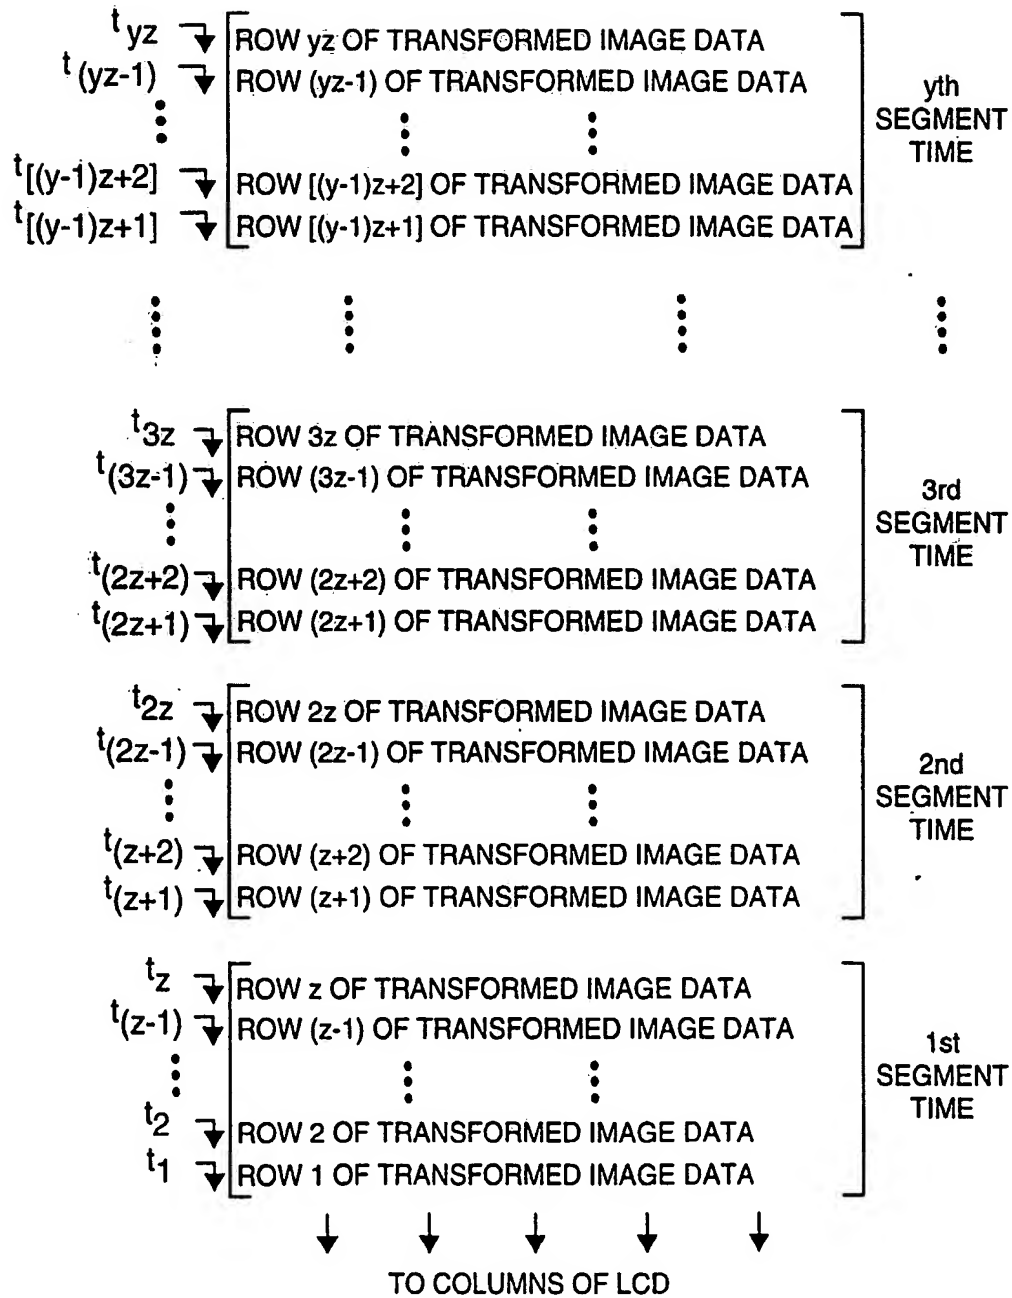 tyz ROW yz OF TRANSFORMED IMAGE DATA
t(yz-1) ROW (yz-1) OF TRANSFORMED IMAGE DATA
yth
SEGMENT
TIME
t[(y-1)z+2] ROW [(y-1)z+2] OF TRANSFORMED IMAGE DATA
t[(y-1)z+1] ROW [(y-1)z+1] OF TRANSFORMED IMAGE DATA
t3z ROW 3z OF TRANSFORMED IMAGE DATA
t(3z-1) ROW (3z-1) OF TRANSFORMED IMAGE DATA
3rd
SEGMENT
TIME
t(2z+2) ROW (2z+2) OF TRANSFORMED IMAGE DATA
t(2z+1) ROW (2z+1) OF TRANSFORMED IMAGE DATA
t2z ROW 2z OF TRANSFORMED IMAGE DATA
t(2z-1) ROW (2z-1) OF TRANSFORMED IMAGE DATA
2nd
SEGMENT
TIME
t(z+2) ROW (z+2) OF TRANSFORMED IMAGE DATA
t(z+1) ROW (z+1) OF TRANSFORMED IMAGE DATA
tz ROW z OF TRANSFORMED IMAGE DATA
t(z-1) ROW (z-1) OF TRANSFORMED IMAGE DATA
1st
SEGMENT
TIME
t2 ROW 2 OF TRANSFORMED IMAGE DATA
t1 ROW 1 OF TRANSFORMED IMAGE DATA
TO COLUMNS OF LCD